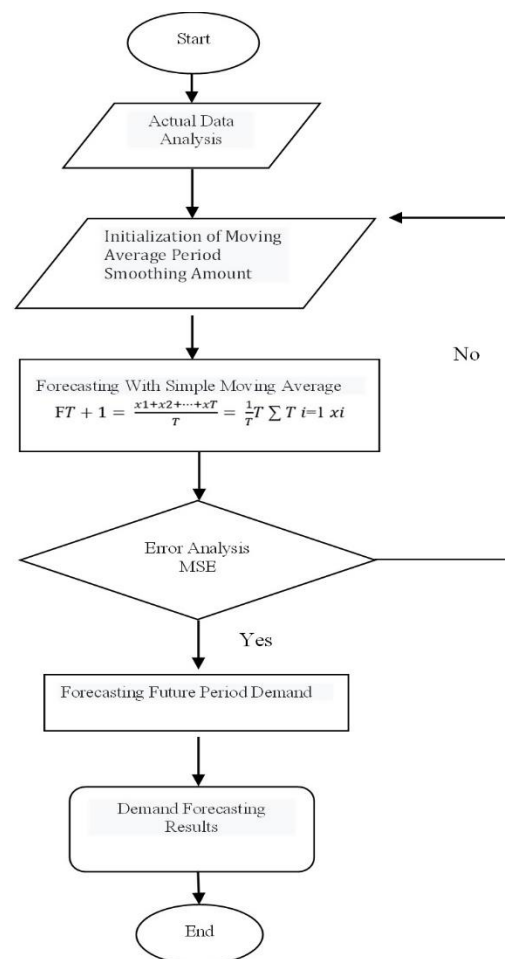 Start
Actual Data
Analysis
Initialization of Moving
Average Period
Smoothing Amount
No
Forecasting With Simple Moving Average
FT + 1 = x1+x2+⋯+xT/T = 1/T T ∑ T i=1 xi
Error Analysis
MSE
Yes
Forecasting Future Period Demand
Demand Forecasting
Results
End